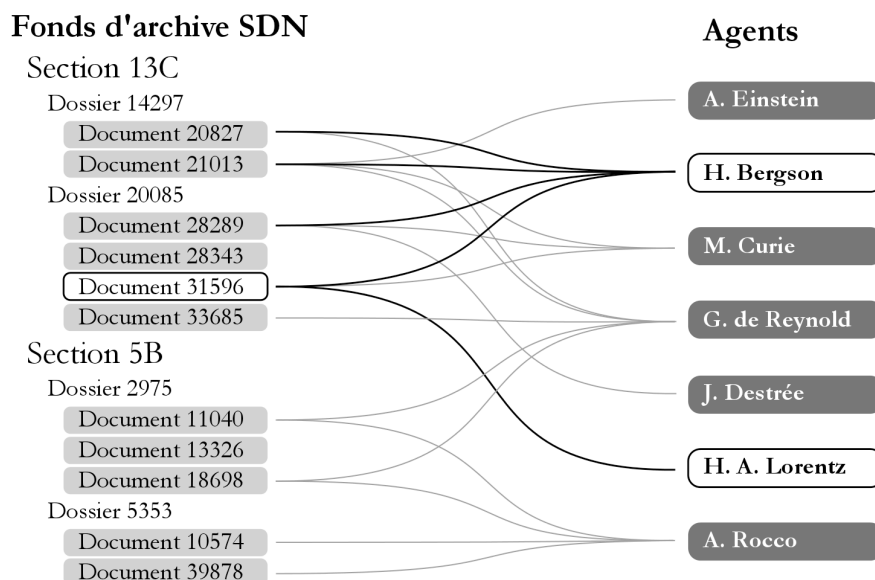 Fonds d'archive SDN
Section 13C
Dossier 14297
Document 20827
Document 21013
Dossier 20085
Document 28289
Document 28343
Document 31596
Document 33685
Section 5B
Dossier 2975
Document 11040
Document 13326
Document 18698
Dossier 5353
Document 10574
Document 39878
Agents
A. Einstein
H. Bergson
M. Curie
G. de Reynold
J. Destrée
H. A. Lorentz
A. Rocco